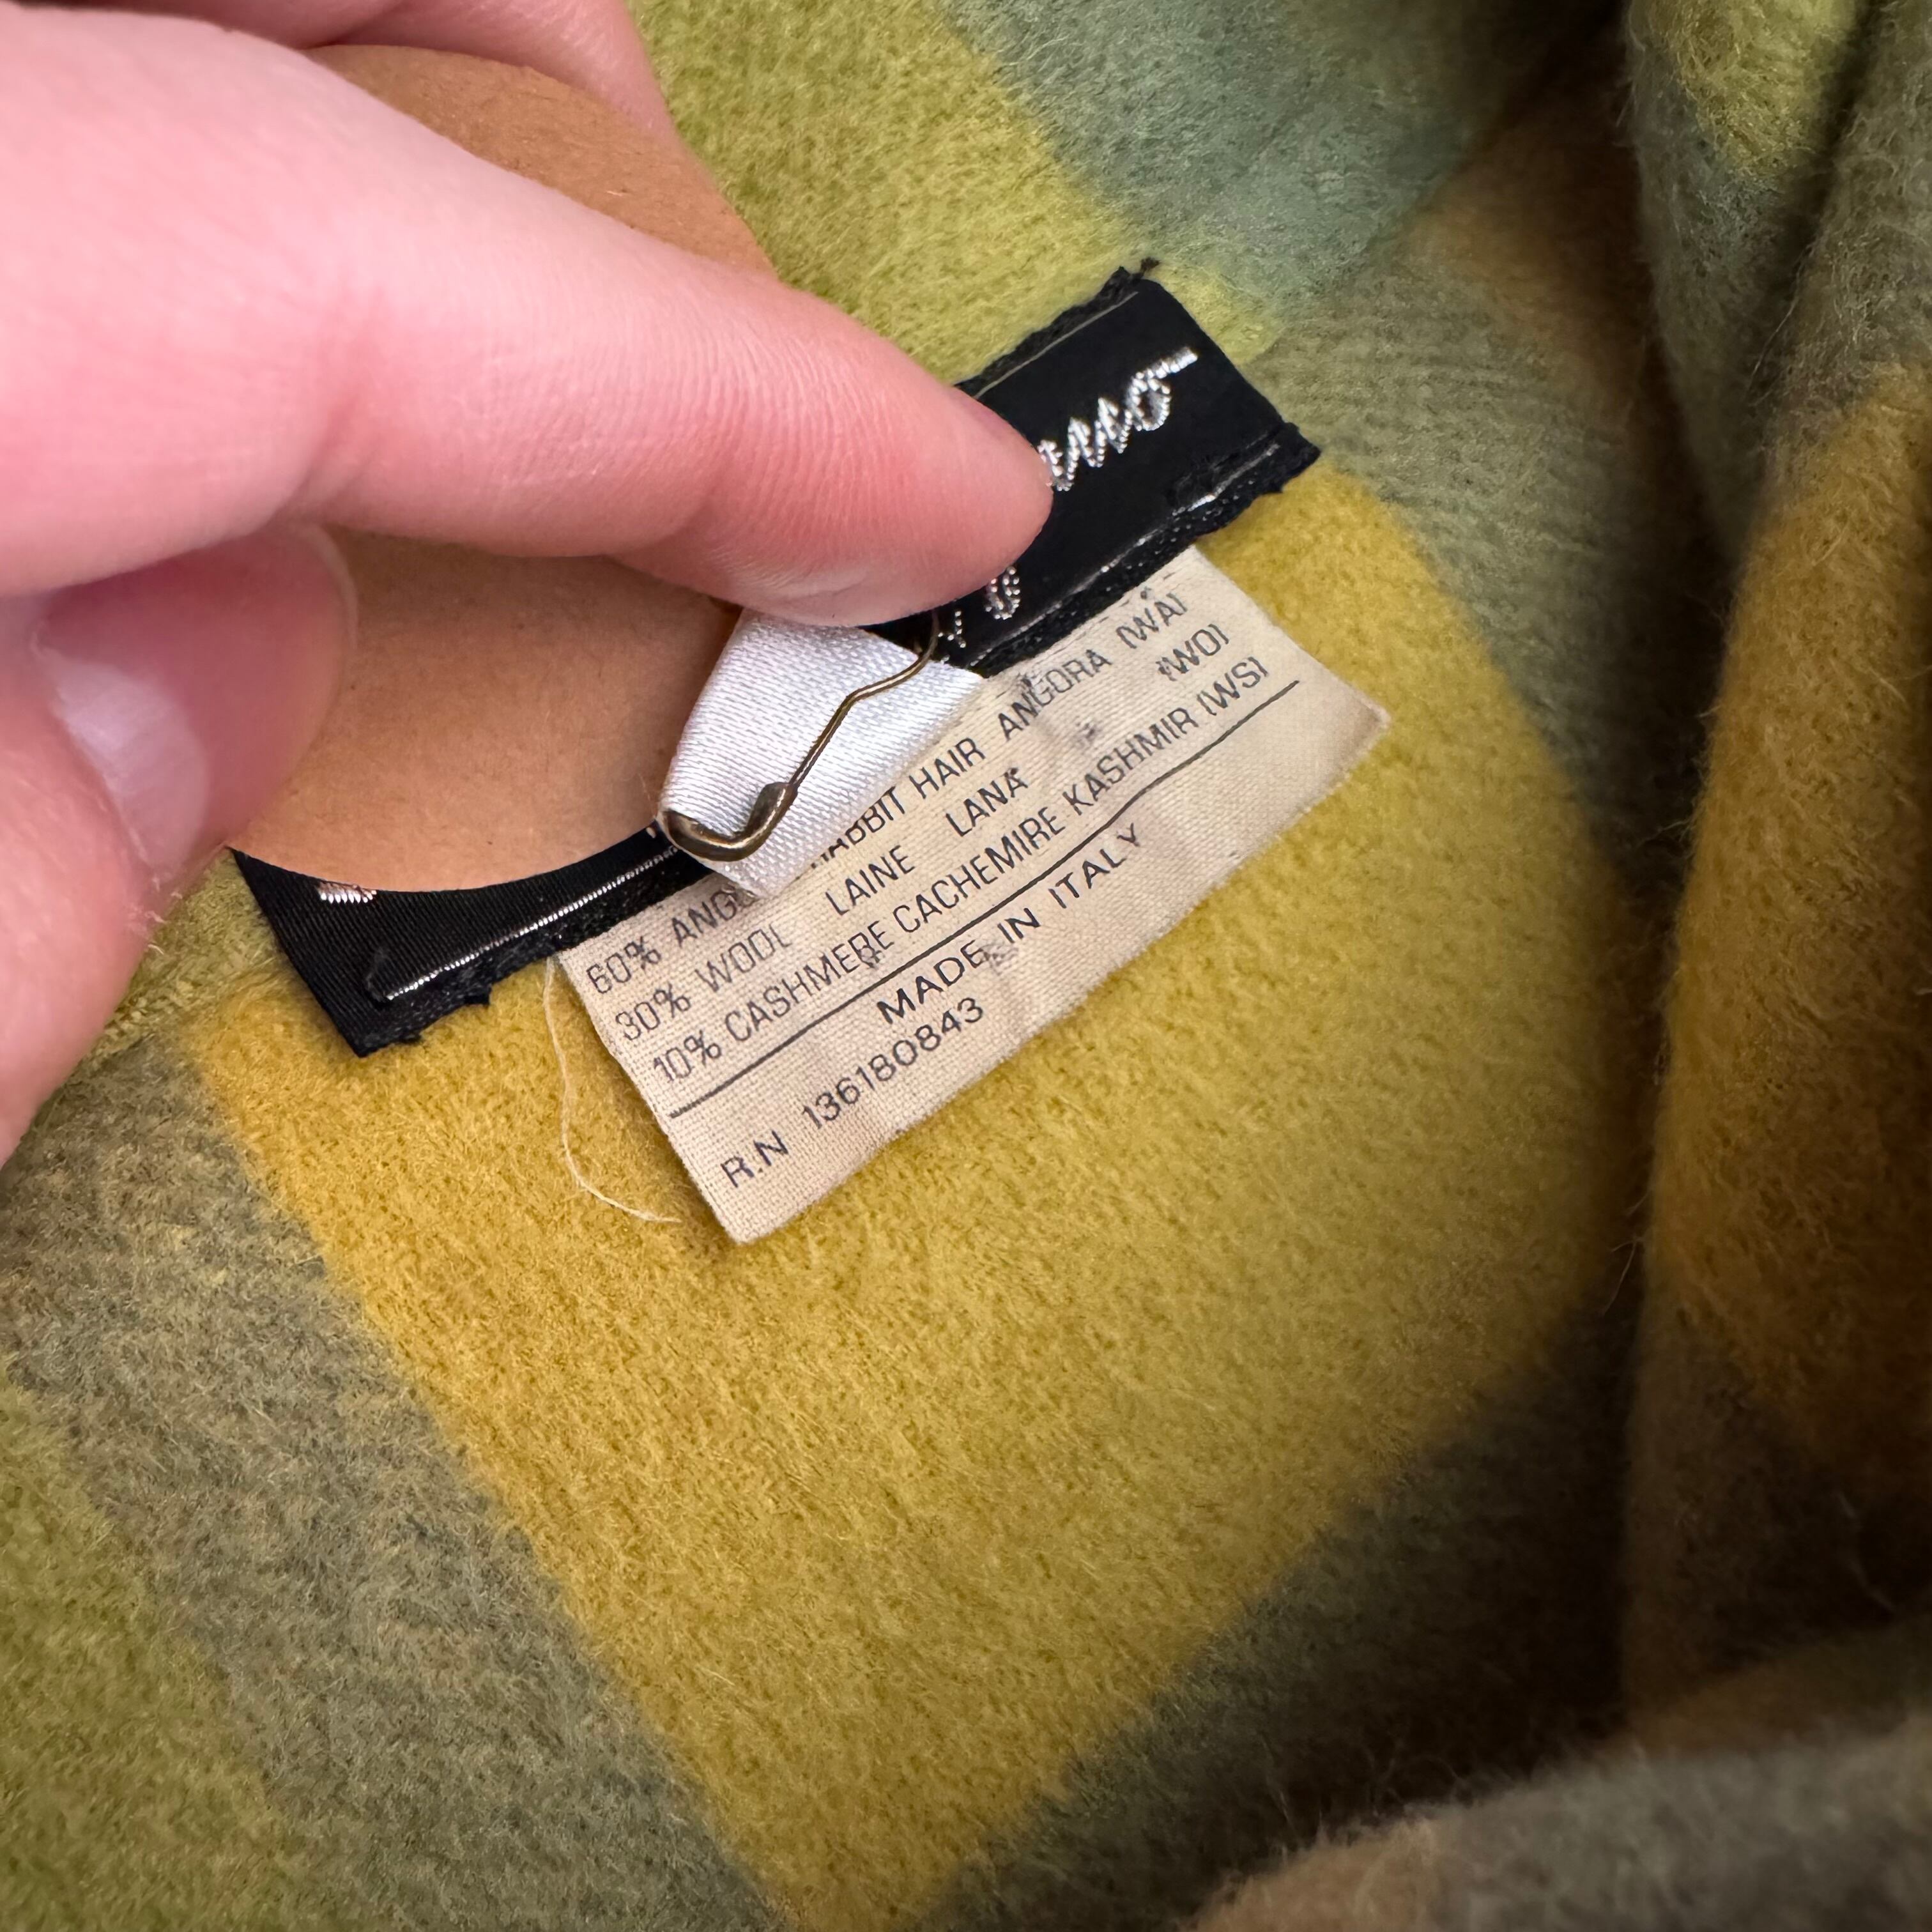 60% ANG RABBIT HAIR ANGORA (WA)
30% WOOL LAINE LANA (WO)
10% CASHMERE CACHEMIRE KASHMIR (WS)
MADE IN ITALY
R.N 136180843